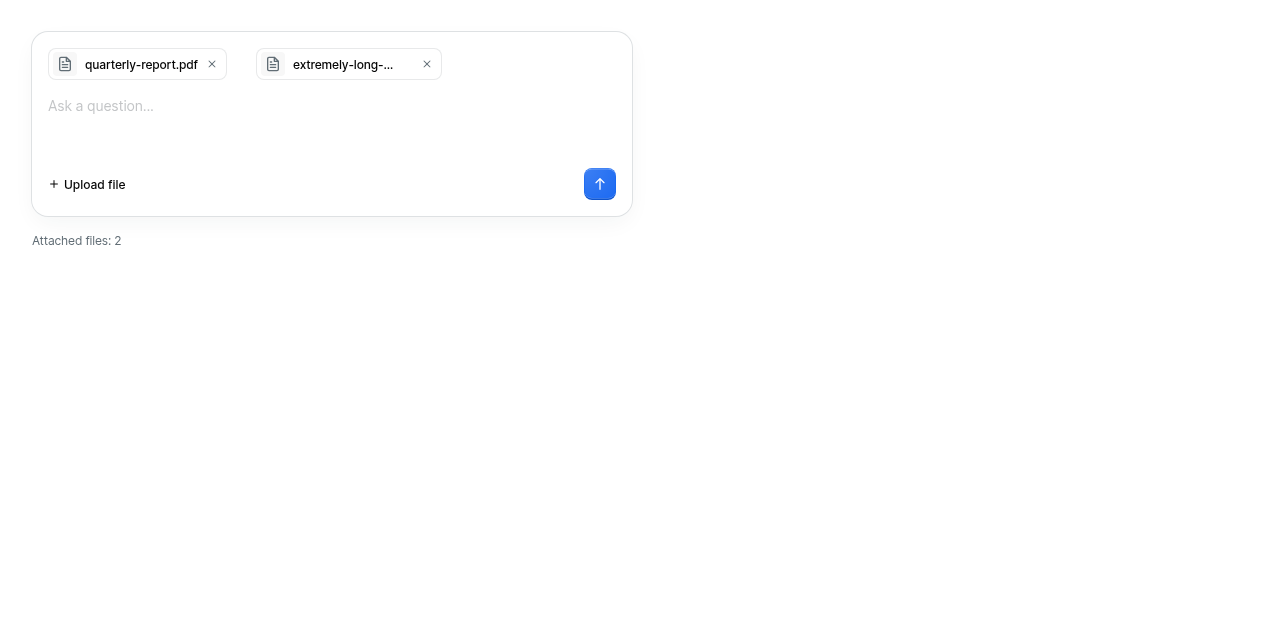 quarterly-report.pdf extremely-long-...
Ask a question...
Upload file
Attached files: 2